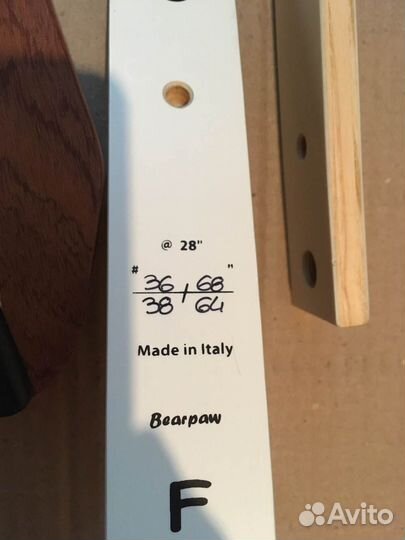 @ 28"
# 36, 68 "
38 64
Made in Italy
Bearpaw
F
Avito